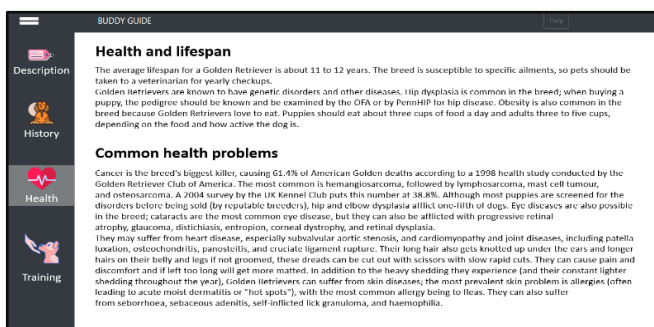 BUDDY GUIDE
Help
Description
History
Health
Training
Health and lifespan
The average lifespan for a Golden Retriever is about 11 to 12 years. The breed is susceptible to specific ailments, so pets should be
taken to a veterinarian for yearly checkups.
Golden Retrievers are known to have genetic disorders and other diseases. Hip dysplasia is common in the breed; when buying a
puppy, the pedigree should be known and be examined by the OFA or by PennHIP for hip disease. Obesity is also common in the
breed because Golden Retrievers love to eat. Puppies should eat about three cups of food a day and adults three to five cups,
depending on the food and how active the dog is.
Common health problems
Cancer is the breed's biggest killer, causing 61.4% of American Golden deaths according to a 1998 health study conducted by the
Golden Retriever Club of America. The most common is hemangiosarcoma, followed by lymphosarcoma, mast cell tumour,
and osteosarcoma. A 2004 survey by the UK Kennel Club puts this number at 38.8%. Although most puppies are screened for the
disorders before being sold (by reputable breeders), hip and elbow dysplasia afflict one-fifth of dogs. Eye diseases are also possible
in the breed; cataracts are the most common eye disease, but they can also be afflicted with progressive retinal
atrophy, glaucoma, distichiasis, entropion, corneal dystrophy, and retinal dysplasia.
They may suffer from heart disease, especially subvalvular aortic stenosis, and cardiomyopathy and joint diseases, including patella
luxation, osteochondritis, panosteitis, and cruciate ligament rupture. Their long hair also gets knotted up under the ears and longer
hairs on their belly and legs if not groomed, these dreads can be cut out with scissors with slow rapid cuts. They can cause pain and
discomfort and if left too long will get more matted. In addition to the heavy shedding they experience (and their constant lighter
shedding throughout the year), Golden Retrievers can suffer from skin diseases; the most prevalent skin problem is allergies (often
leading to acute moist dermatitis or "hot spots"), with the most common allergy being to fleas. They can also suffer
from seborrhoea, sebaceous adenitis, self-inflicted lick granuloma, and haemophilia.